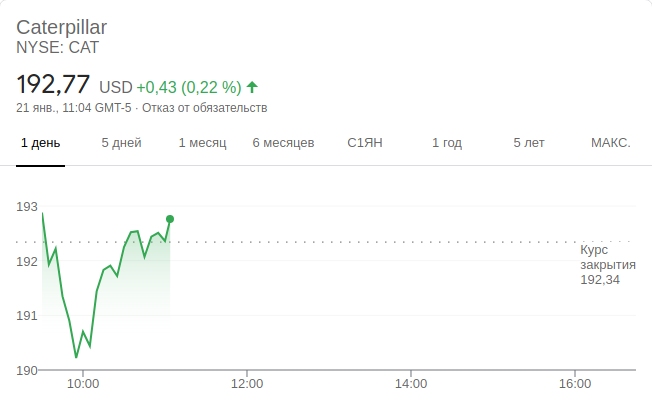 Caterpillar
NYSE: CAT
192,77 USD +0,43 (0,22 %)
21 янв., 11:04 GMT-5 · Отказ от обязательств
1 день 5 дней 1 месяц 6 месяцев С1ЯН 1 год 5 лет МАКС.
193
Курс
192 закрытия
192,34
191
190
10:00 12:00 14:00 16:00